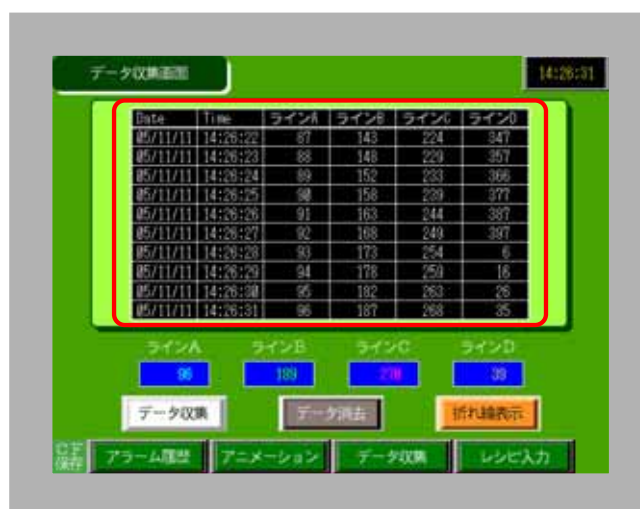 データ収集画面
14:26:31
Date Time ラインA ラインB ラインC ラインD
05/11/11 14:26:22 87 143 224 347
05/11/11 14:26:23 88 148 229 357
05/11/11 14:26:24 89 152 233 366
05/11/11 14:26:25 90 158 239 377
05/11/11 14:26:26 91 163 244 387
05/11/11 14:26:27 92 168 249 397
05/11/11 14:26:28 93 173 254 6
05/11/11 14:26:29 94 178 259 16
05/11/11 14:26:30 95 182 263 26
05/11/11 14:26:31 96 187 268 35
ラインA ラインB ラインC ラインD
96 189 270 39
データ収集 データ消去 折れ線表示
CF保存 アラーム履歴 アニメーション データ収集 レシピ入力